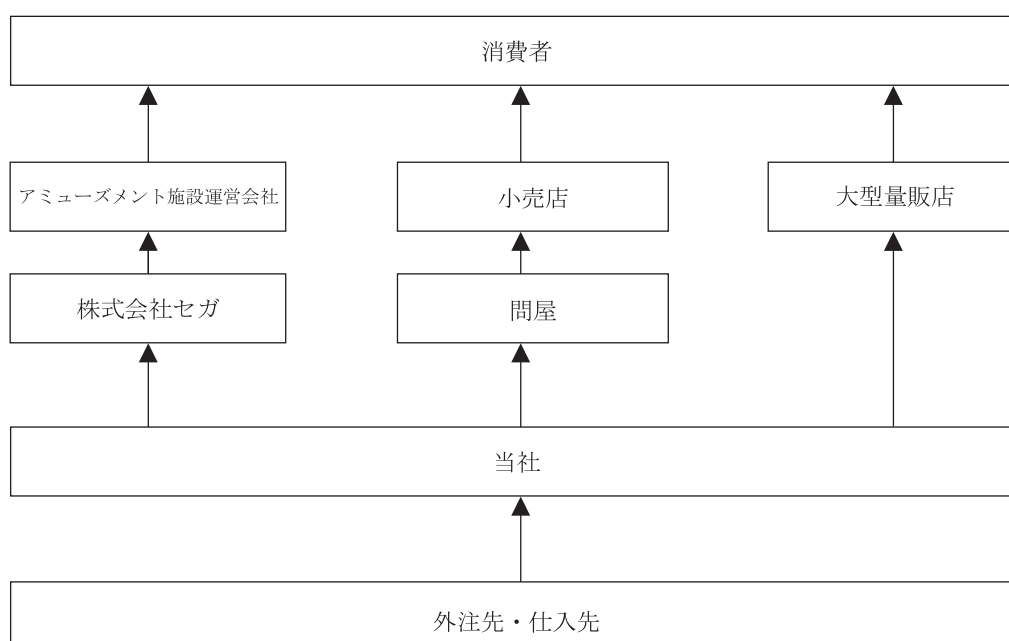 消費者
アミューズメント施設運営会社
小売店
大型量販店
株式会社セガ
問屋
当社
外注先・仕入先